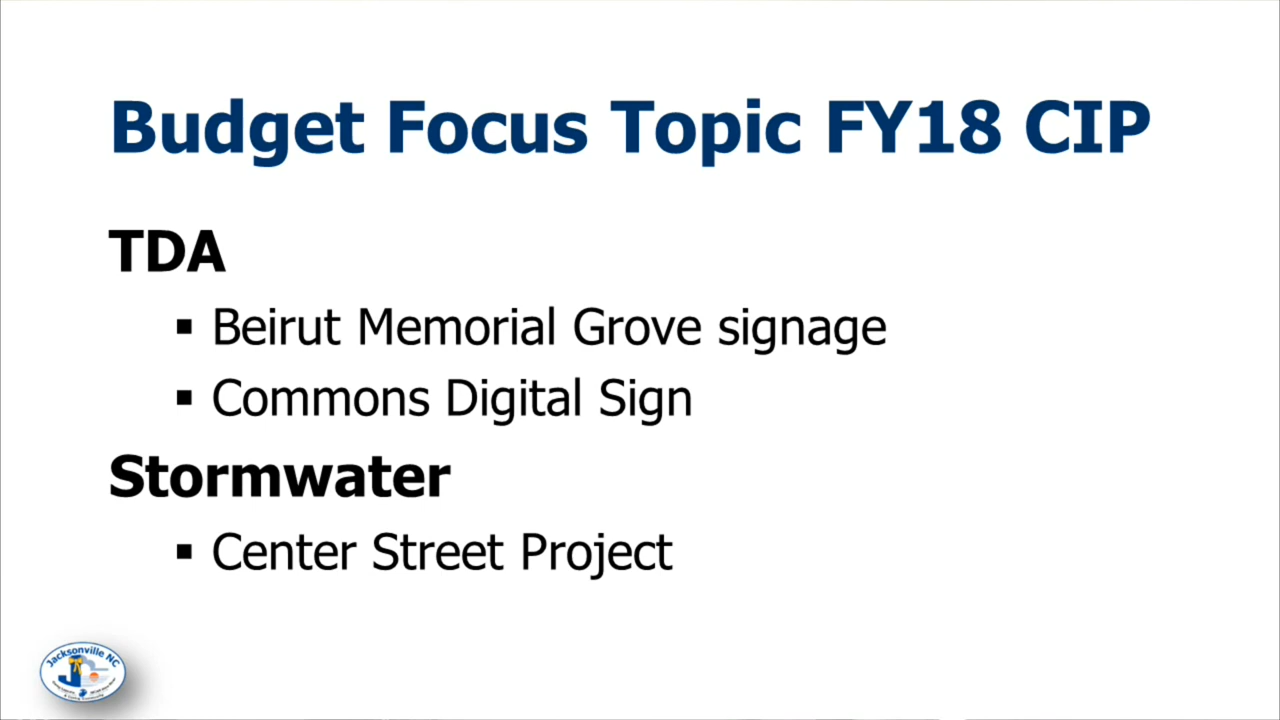 Budget Focus Topic FY18 CIP
TDA
▪ Beirut Memorial Grove signage
▪ Commons Digital Sign
Stormwater
▪ Center Street Project
Jacksonville NC